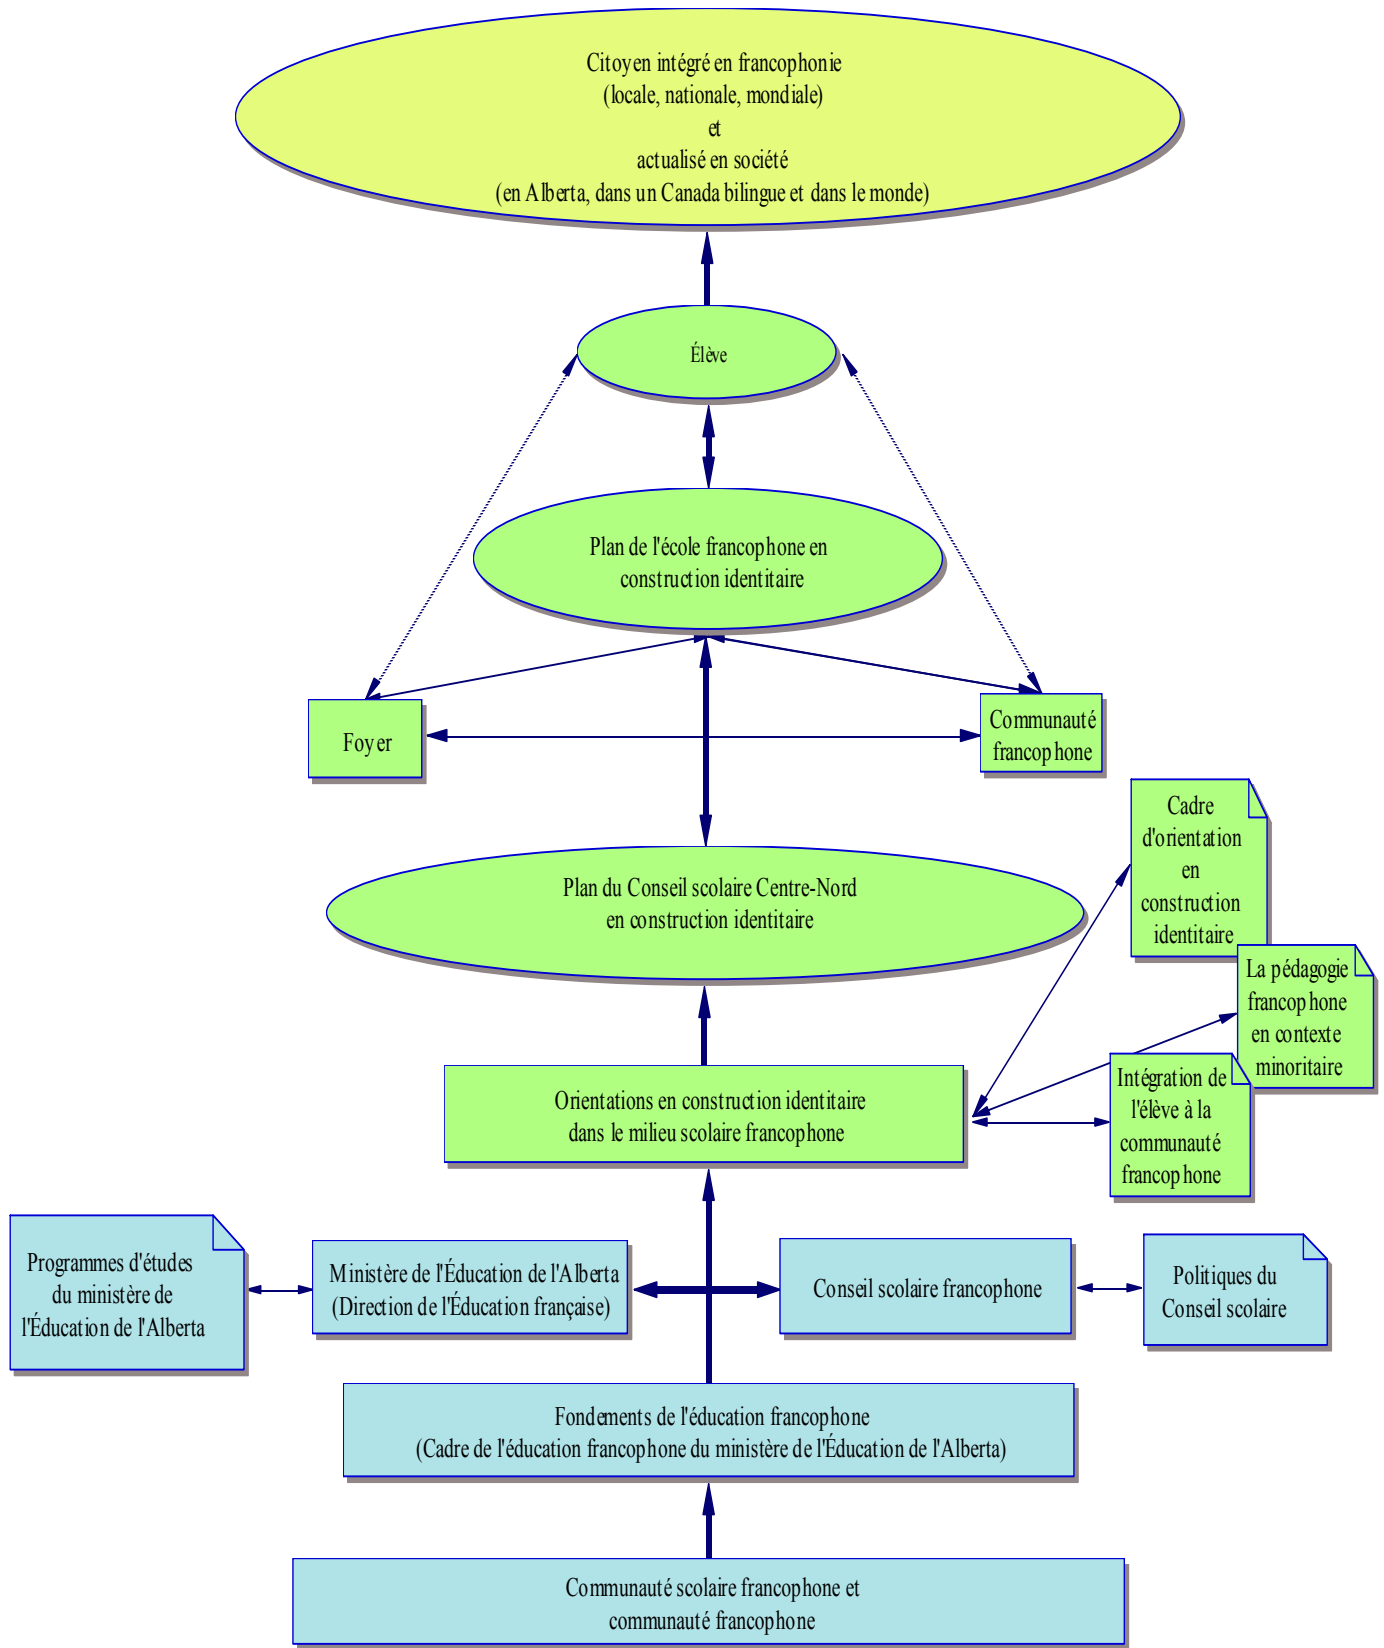 Citoyen intégré en francophonie
(locale, nationale, mondiale)
et
actualisé en société
(en Alberta, dans un Canada bilingue et dans le monde)
Élève
Plan de l'école francophone en
construction identitaire
Foyer
Communauté
francophone
Plan du Conseil scolaire Centre-Nord
en construction identitaire
Cadre
d'orientation
en
construction
identitaire
La pédagogie
francophone
en contexte
minoritaire
Orientations en construction identitaire
dans le milieu scolaire francophone
Intégration de
l'élève à la
communauté
francophone
Programmes d'études
du ministère de
l'Éducation de l'Alberta
Ministère de l'Éducation de l'Alberta
(Direction de l'Éducation française)
Conseil scolaire francophone
Politiques du
Conseil scolaire
Fondements de l'éducation francophone
(Cadre de l'éducation francophone du ministère de l'Éducation de l'Alberta)
Communauté scolaire francophone et
communauté francophone